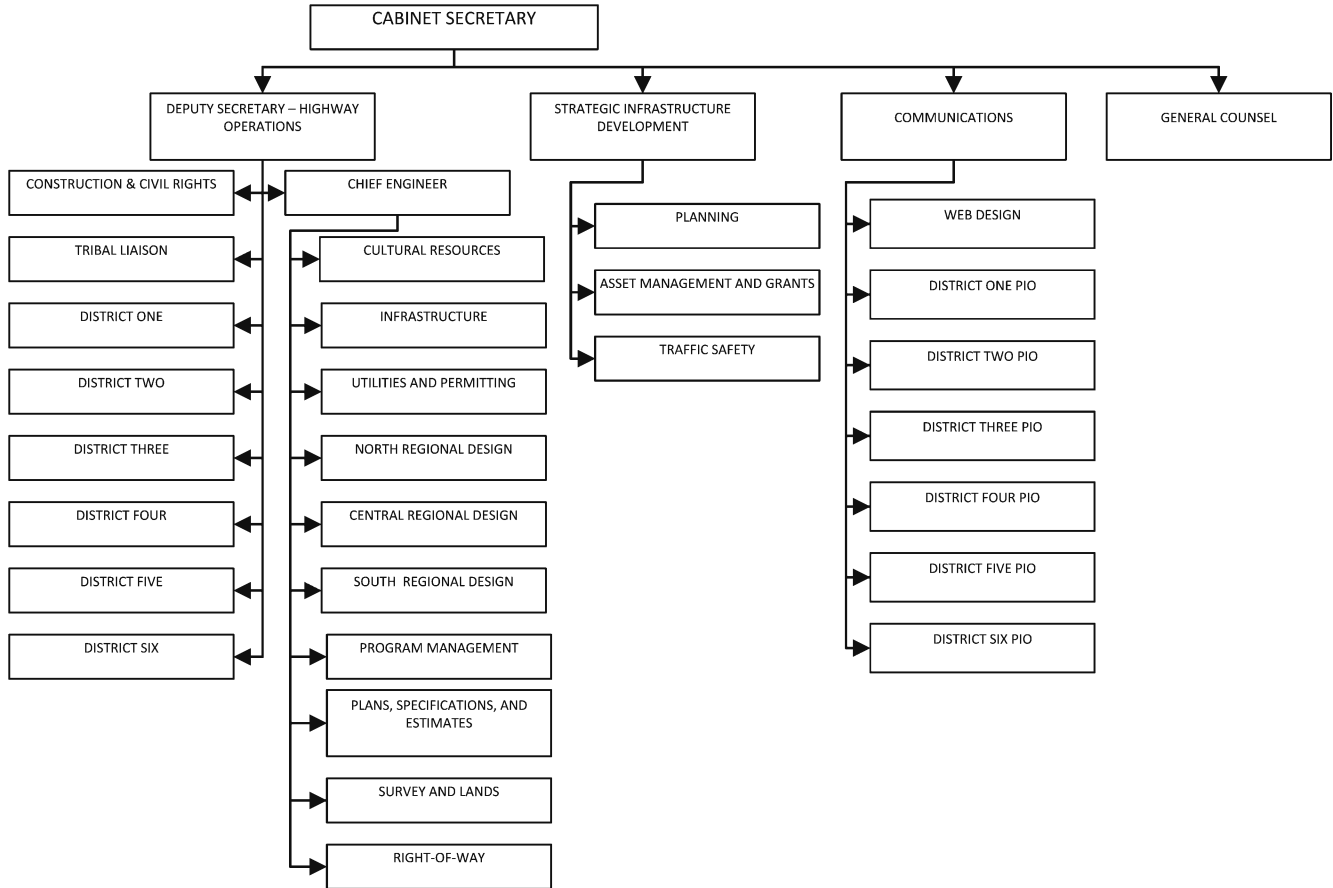 CABINET SECRETARY
DEPUTY SECRETARY – HIGHWAY
OPERATIONS
STRATEGIC INFRASTRUCTURE
DEVELOPMENT
COMMUNICATIONS
GENERAL COUNSEL
CONSTRUCTION & CIVIL RIGHTS
TRIBAL LIAISON
DISTRICT ONE
DISTRICT TWO
DISTRICT THREE
DISTRICT FOUR
DISTRICT FIVE
DISTRICT SIX
CHIEF ENGINEER
CULTURAL RESOURCES
INFRASTRUCTURE
UTILITIES AND PERMITTING
NORTH REGIONAL DESIGN
CENTRAL REGIONAL DESIGN
SOUTH REGIONAL DESIGN
PROGRAM MANAGEMENT
PLANS, SPECIFICATIONS, AND
ESTIMATES
SURVEY AND LANDS
RIGHT-OF-WAY
PLANNING
ASSET MANAGEMENT AND GRANTS
TRAFFIC SAFETY
WEB DESIGN
DISTRICT ONE PIO
DISTRICT TWO PIO
DISTRICT THREE PIO
DISTRICT FOUR PIO
DISTRICT FIVE PIO
DISTRICT SIX PIO